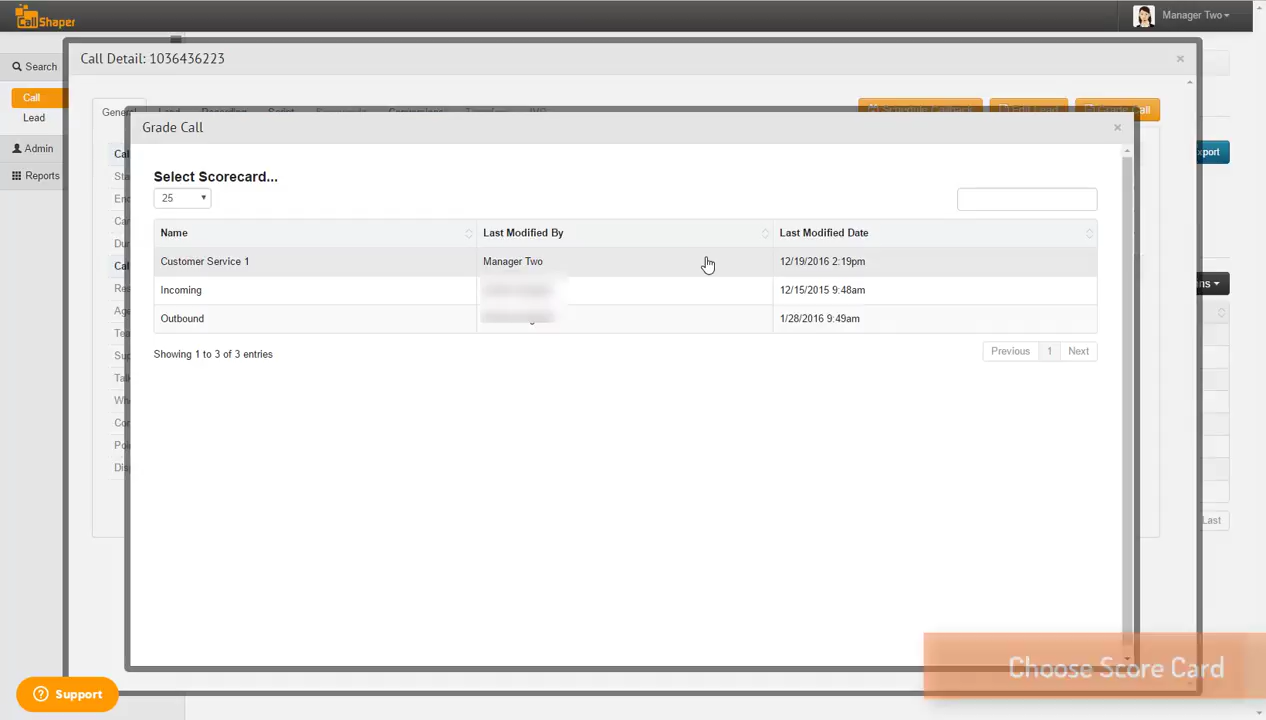 CallShaper
Manager Two
Call Detail: 1036436223
Search
Call
Lead
Admin
Reports
Grade Call
Select Scorecard...
25
Name Last Modified By Last Modified Date
Customer Service 1 Manager Two 12/19/2016 2:19pm
Incoming 12/15/2015 9:48am
Outbound 1/28/2016 9:49am
Showing 1 to 3 of 3 entries
Previous 1 Next
Last
Choose Score Card
Support